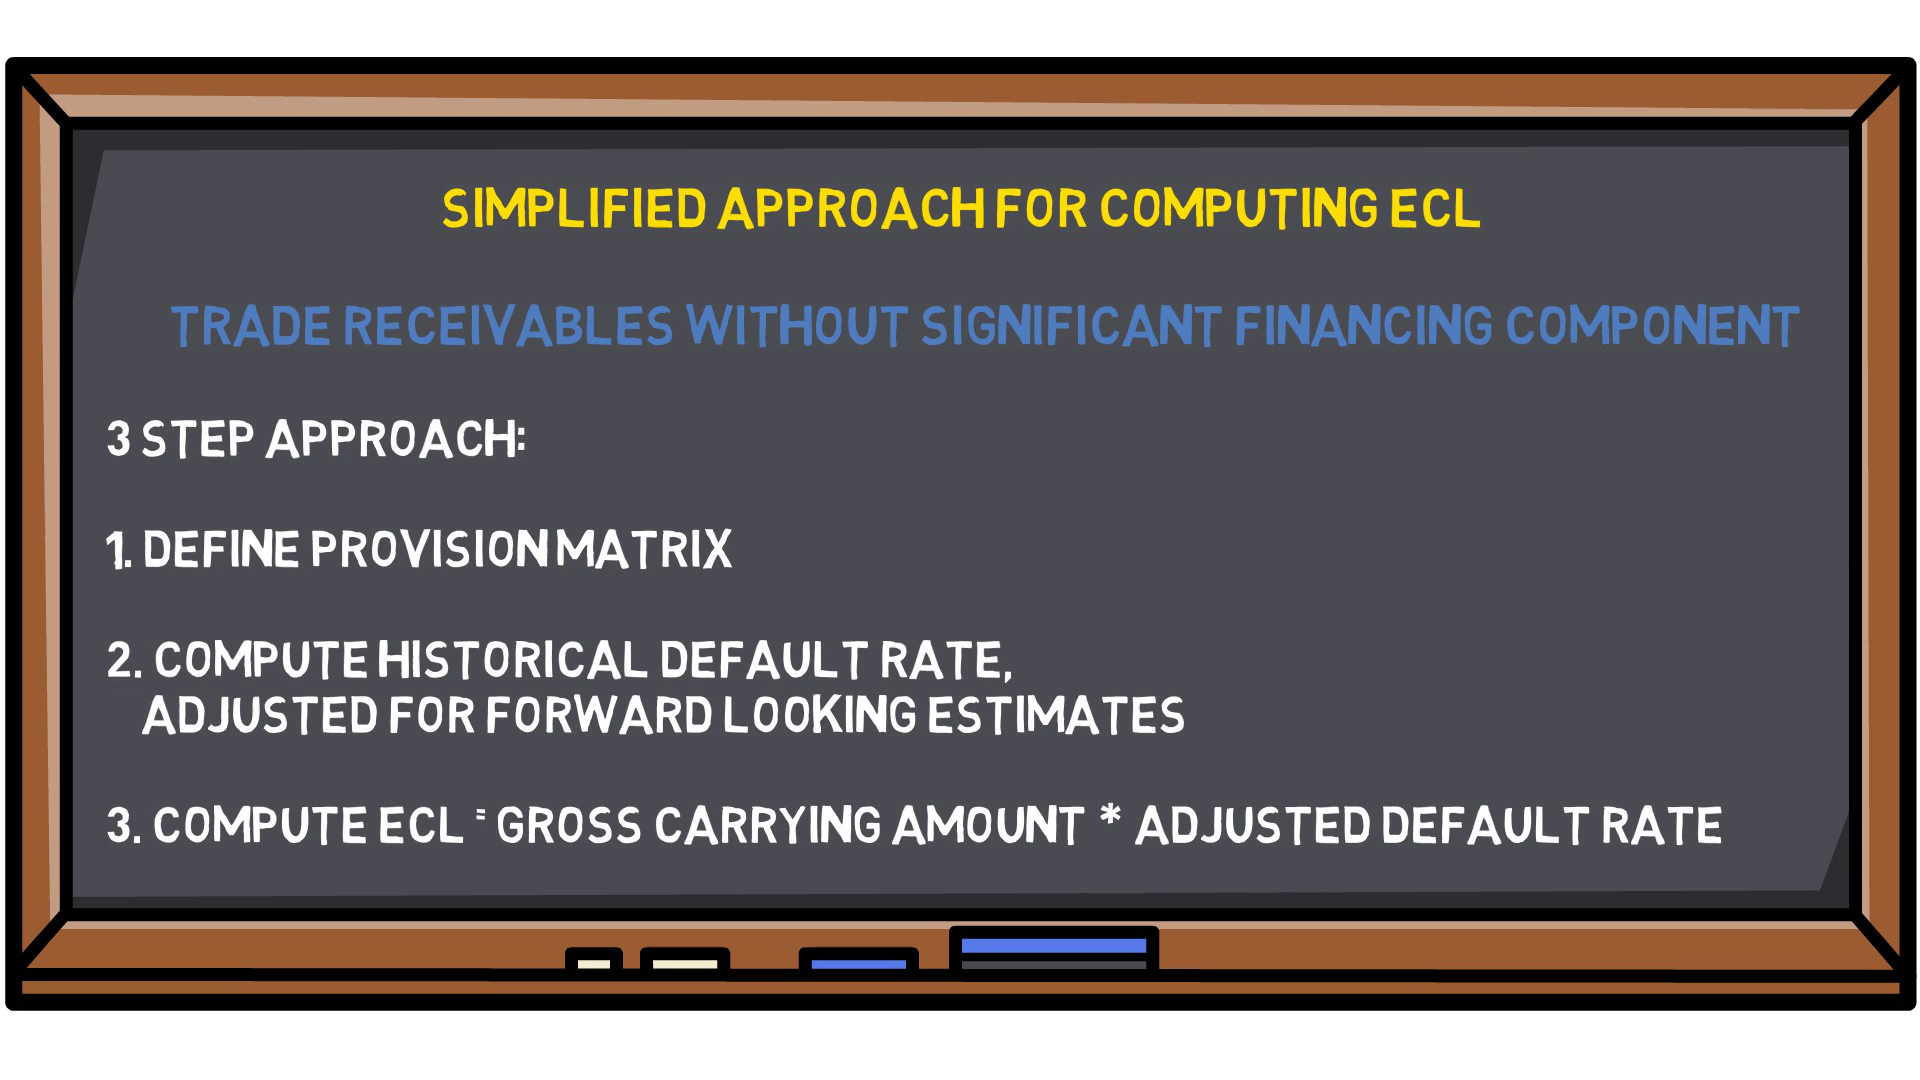 SIMPLIFIED APPROACH FOR COMPUTING ECL
TRADE RECEIVABLES WITHOUT SIGNIFICANT FINANCING COMPONENT
3 STEP APPROACH:
1. DEFINE PROVISION MATRIX
2. COMPUTE HISTORICAL DEFAULT RATE,
ADJUSTED FOR FORWARD LOOKING ESTIMATES
3. COMPUTE ECL = GROSS CARRYING AMOUNT * ADJUSTED DEFAULT RATE